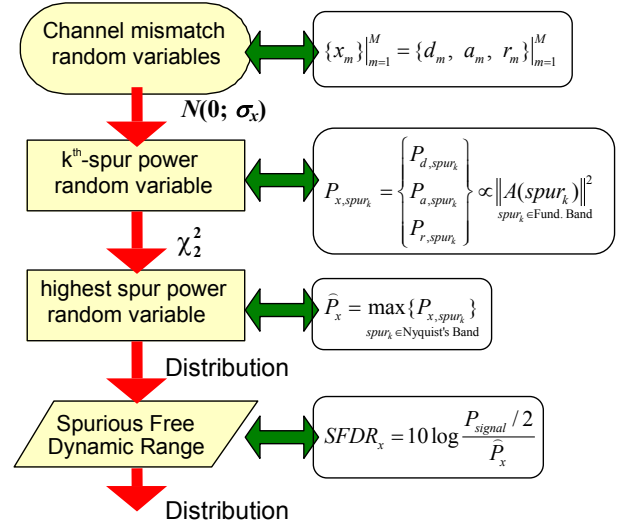 Channel mismatch
random variables
{x_m}|_{m=1}^{M} = {d_m, a_m, r_m}|_{m=1}^{M}
N(0; σ_x)
k^th-spur power
random variable
P_{x,spur_k} = { P_{d,spur_k}
P_{a,spur_k}
P_{r,spur_k} } ∝ ‖A(spur_k)‖²
spur_k ∈ Fund. Band
χ_2^2
highest spur power
random variable
P̂_x = max{P_{x,spur_k}}
spur_k ∈ Nyquist's Band
Distribution
Spurious Free
Dynamic Range
SFDR_x = 10 log P_signal / 2
P̂_x
Distribution